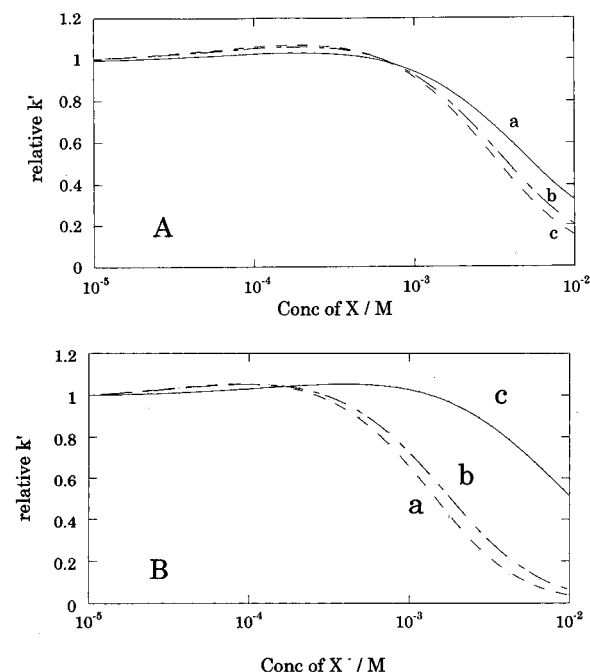 1.2
1
0.8
0.6
0.4
0.2
0
relative k'
A
a
b
c
10-5
10-4
10-3
10-2
Conc of X / M
1.2
1
0.8
0.6
0.4
0.2
0
relative k'
B
c
b
a
10-5
10-4
10-3
10-2
Conc of X / M